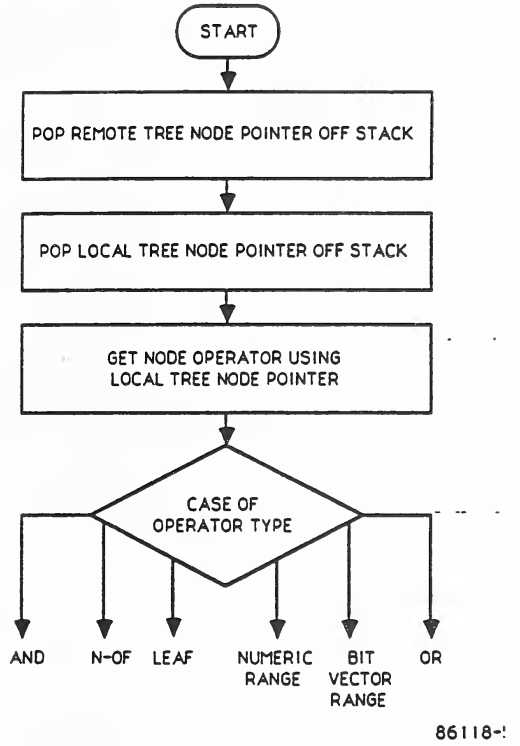 START
POP REMOTE TREE NODE POINTER OFF STACK
POP LOCAL TREE NODE POINTER OFF STACK
GET NODE OPERATOR USING
LOCAL TREE NODE POINTER
CASE OF
OPERATOR TYPE
AND
N-OF
LEAF
NUMERIC
RANGE
BIT
VECTOR
RANGE
OR
86118-